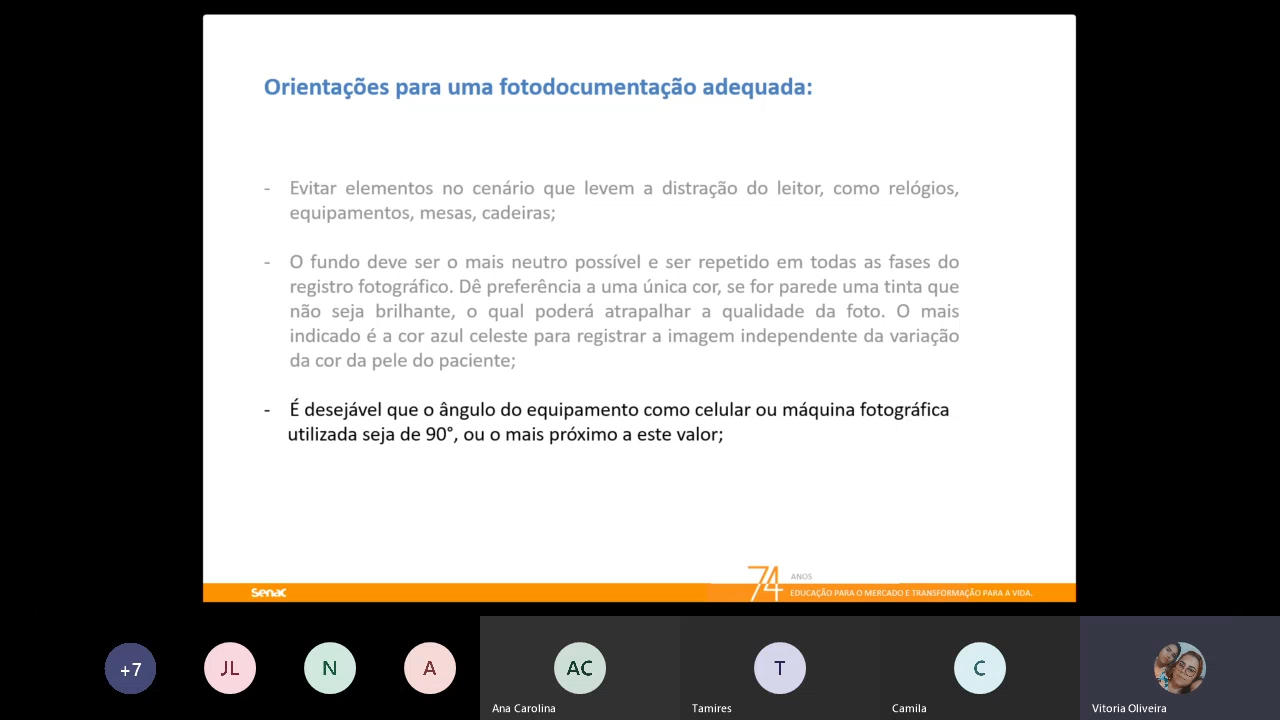 Orientações para uma fotodocumentação adequada:
- Evitar elementos no cenário que levem a distração do leitor, como relógios,
equipamentos, mesas, cadeiras;
- O fundo deve ser o mais neutro possível e ser repetido em todas as fases do
registro fotográfico. Dê preferência a uma única cor, se for parede uma tinta que
não seja brilhante, o qual poderá atrapalhar a qualidade da foto. O mais
indicado é a cor azul celeste para registrar a imagem independente da variação
da cor da pele do paciente;
- É desejável que o ângulo do equipamento como celular ou máquina fotográfica
utilizada seja de 90°, ou o mais próximo a este valor;
Senac
74 ANOS
EDUCAÇÃO PARA O MERCADO E TRANSFORMAÇÃO PARA A VIDA.
+7
JL
N
A
AC
T
C
Ana Carolina
Tamires
Camila
Vitoria Oliveira